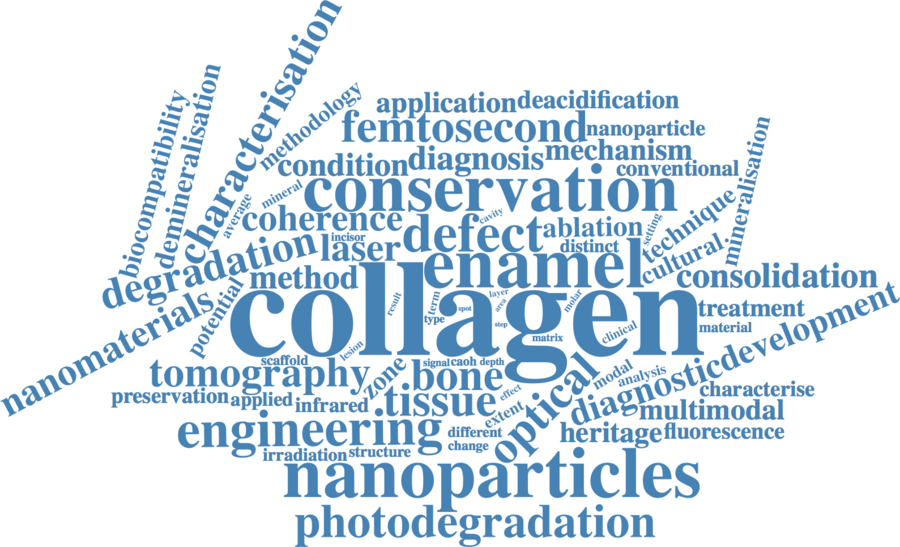 characterisation
biocompatibility
demineralisation
methodology
application
deacidification
femtosecond
nanoparticle
mineralisation
condition
diagnosis
mechanism
conventional
mineral
conservation
average
coherence
cavity
defect
ablation
setting
technique
incisor
laser
distinct
cultural
degradation
enamel
method
consolidation
nanomaterials
potential
collagen
result
term
type
spot
layer
area
step
molar
treatment
material
matrix
clinical
development
lesion
scaffold
tomography
zone
signal
caoh
depth
bone
optical
modal
analysis
diagnostic
characterise
preservation
applied
infrared
tissue
effect
extent
multimodal
engineering
different
change
heritage
fluorescence
irradiation
structure
nanoparticles
photodegradation